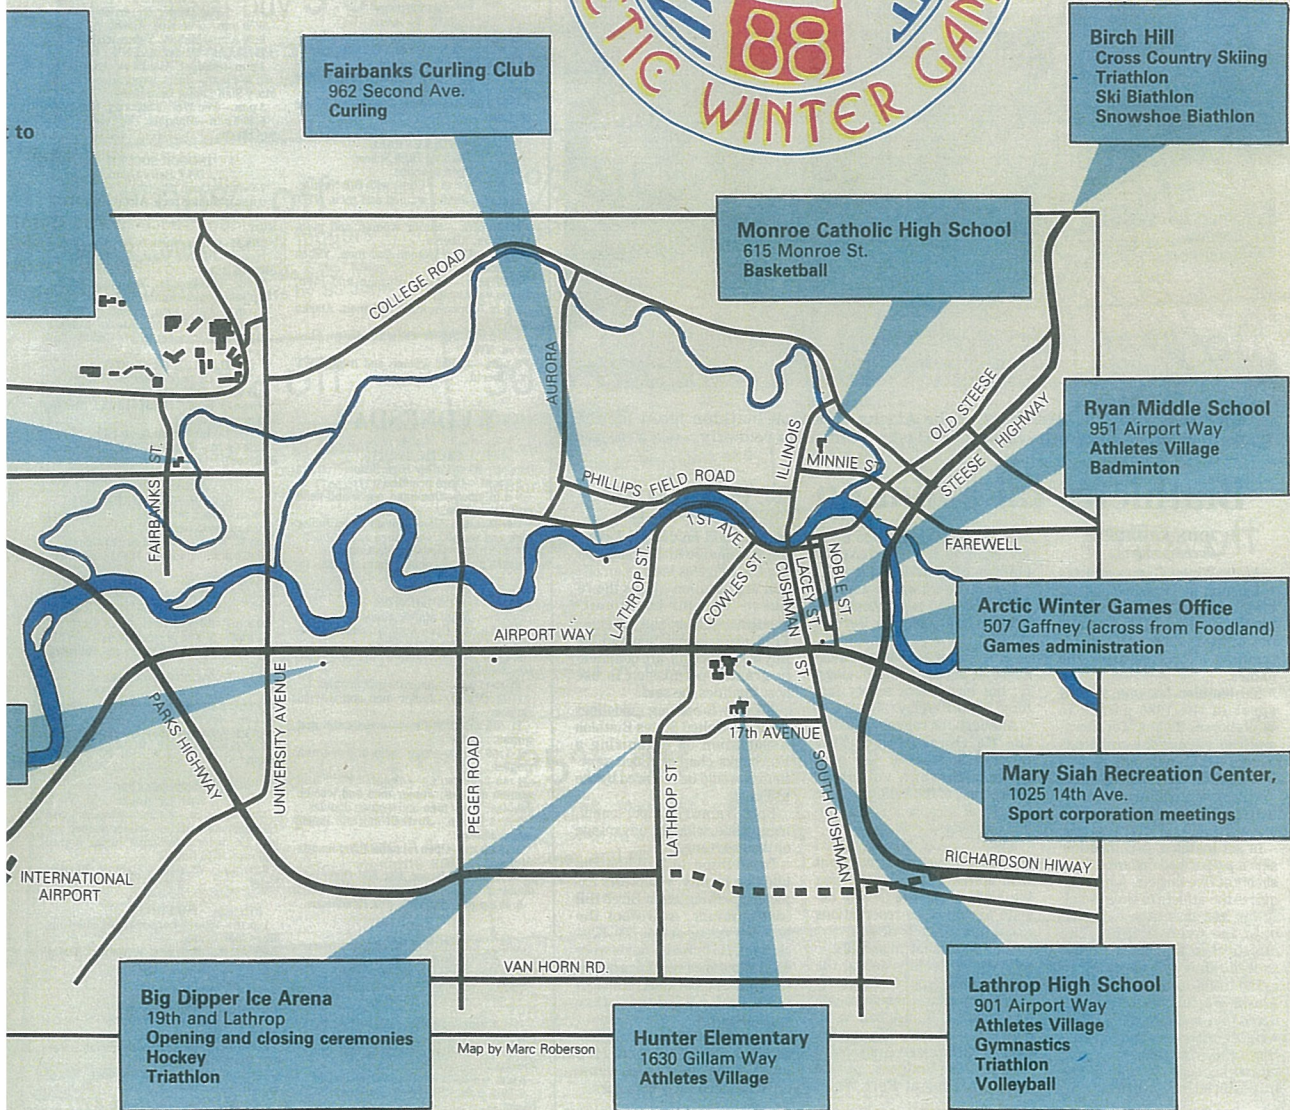 CTIC WINTER GAM
88
to
Fairbanks Curling Club
962 Second Ave.
Curling
Birch Hill
Cross Country Skiing
Triathlon
Ski Biathlon
Snowshoe Biathlon
Monroe Catholic High School
615 Monroe St.
Basketball
COLLEGE ROAD
AURORA
OLD STEESE
STEESE HIGHWAY
Ryan Middle School
951 Airport Way
Athletes Village
Badminton
ILLINOIS
MINNIE ST.
PHILLIPS FIELD ROAD
FAIRBANKS ST.
1ST AVE.
FAREWELL
LATHROP ST.
COWLES ST.
CUSHMAN ST.
LACEY ST.
NOBLE ST.
AIRPORT WAY
Arctic Winter Games Office
507 Gaffney (across from Foodland)
Games administration
PARKS HIGHWAY
UNIVERSITY AVENUE
PEGER ROAD
17th AVENUE
LATHROP ST.
SOUTH CUSHMAN
Mary Siah Recreation Center,
1025 14th Ave.
Sport corporation meetings
INTERNATIONAL
AIRPORT
RICHARDSON HIWAY
VAN HORN RD.
Big Dipper Ice Arena
19th and Lathrop
Opening and closing ceremonies
Hockey
Triathlon
Map by Marc Roberson
Hunter Elementary
1630 Gillam Way
Athletes Village
Lathrop High School
901 Airport Way
Athletes Village
Gymnastics
Triathlon
Volleyball